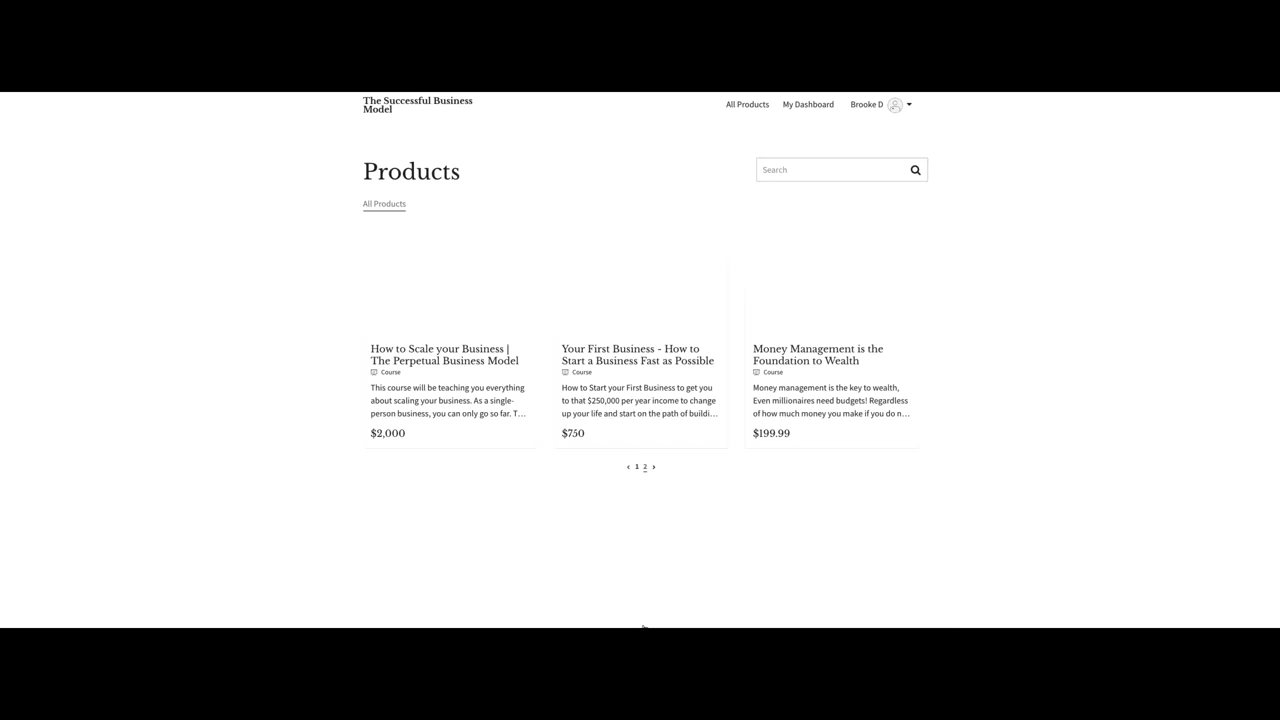 The Successful Business
Model
All Products
My Dashboard
Brooke D
Products
Search
All Products
How to Scale your Business |
The Perpetual Business Model
Course
This course will be teaching you everything
about scaling your business. As a single-
person business, you can only go so far. T...
$2,000
Your First Business - How to
Start a Business Fast as Possible
Course
How to Start your First Business to get you
to that $250,000 per year income to change
up your life and start on the path of buildi...
$750
Money Management is the
Foundation to Wealth
Course
Money management is the key to wealth,
Even millionaires need budgets! Regardless
of how much money you make if you do n...
$199.99
‹ 1 2 ›